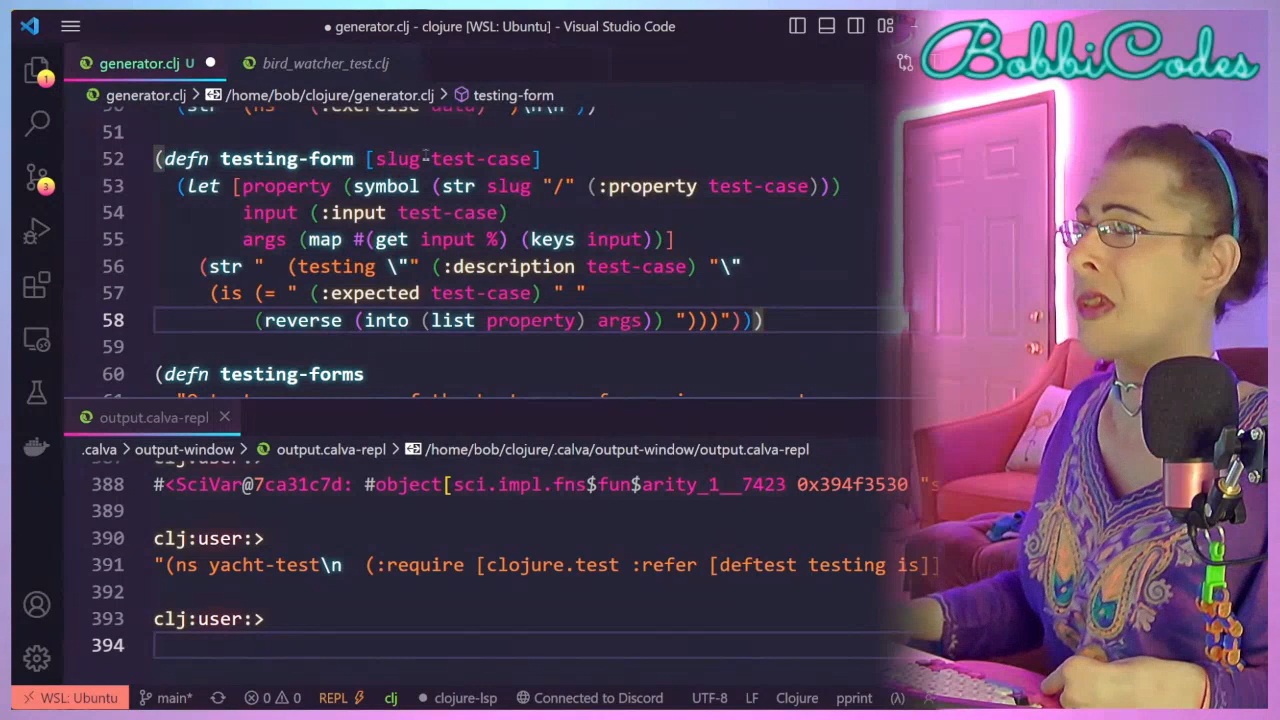 ● generator.clj - clojure [WSL: Ubuntu] - Visual Studio Code
BobbiCodes
generator.clj U ●
bird_watcher_test.clj
generator.clj > /home/bob/clojure/generator.clj > testing-form
51
52 (defn testing-form [slug test-case]
53 (let [property (symbol (str slug "/" (:property test-case)))
54 input (:input test-case)
55 args (map #(get input %) (keys input))]
56 (str " (testing \"" (:description test-case) "\"
57 (is (= " (:expected test-case) " "
58 (reverse (into (list property) args)) ")))")))
59
60 (defn testing-forms
output.calva-repl ×
.calva > output-window > output.calva-repl > /home/bob/clojure/.calva/output-window/output.calva-repl
388 #<SciVar@7ca31c7d: #object[sci.impl.fns$fun$arity_1__7423 0x394f3530 "s
389
390 clj:user:>
391 "(ns yacht-test\n (:require [clojure.test :refer [deftest testing is]]
392
393 clj:user:>
394
1
3
WSL: Ubuntu main* 0 0 REPL clj clojure-lsp Connected to Discord UTF-8 LF Clojure pprint (λ)